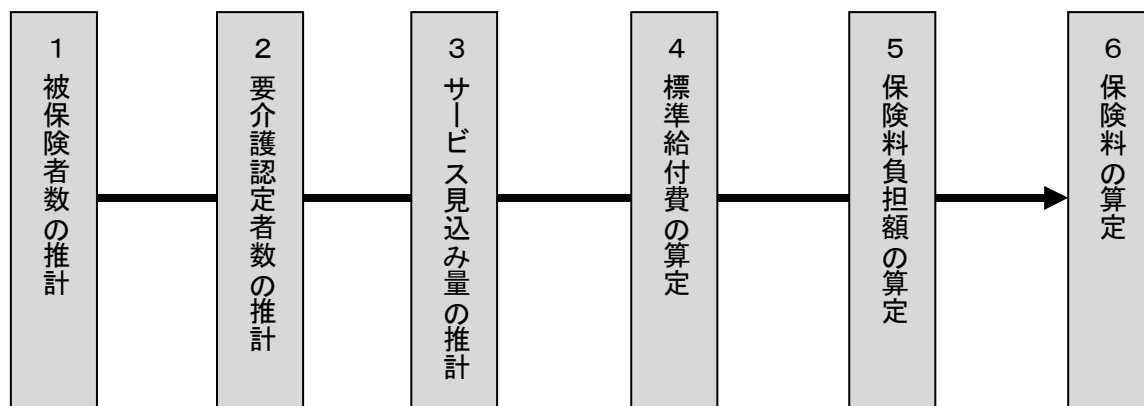 1 被保険者数の推計
2 要介護認定者数の推計
3 サービス見込み量の推計
4 標準給付費の算定
5 保険料負担額の算定
6 保険料の算定